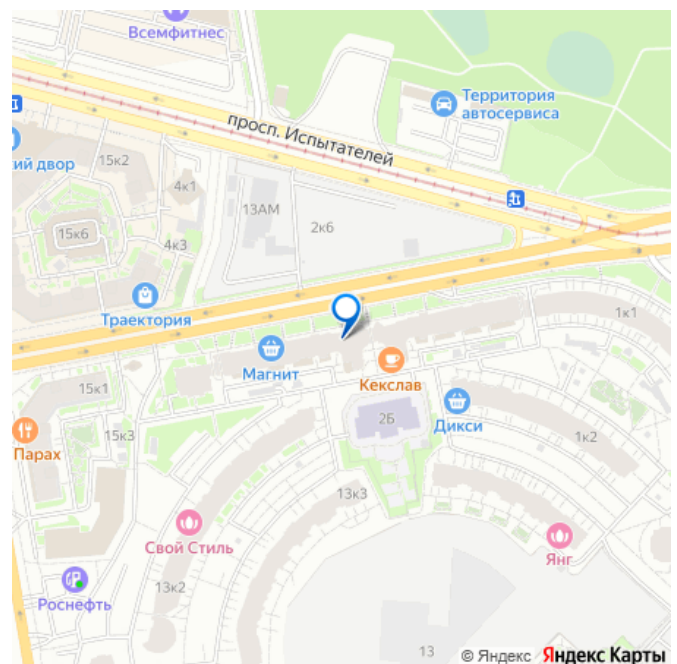 Всемфитнес
просп. Испытателей
Территория
автосервиса
ий двор
15к2
4к1
13АМ
2к6
15к6
4к3
Траектория
1к1
Магнит
Кекслав
15к1
2Б
Дикси
Парах
15к3
1к2
13к3
Свой Стиль
Янг
13к2
Роснефть
13
© Яндекс Яндекс Карты